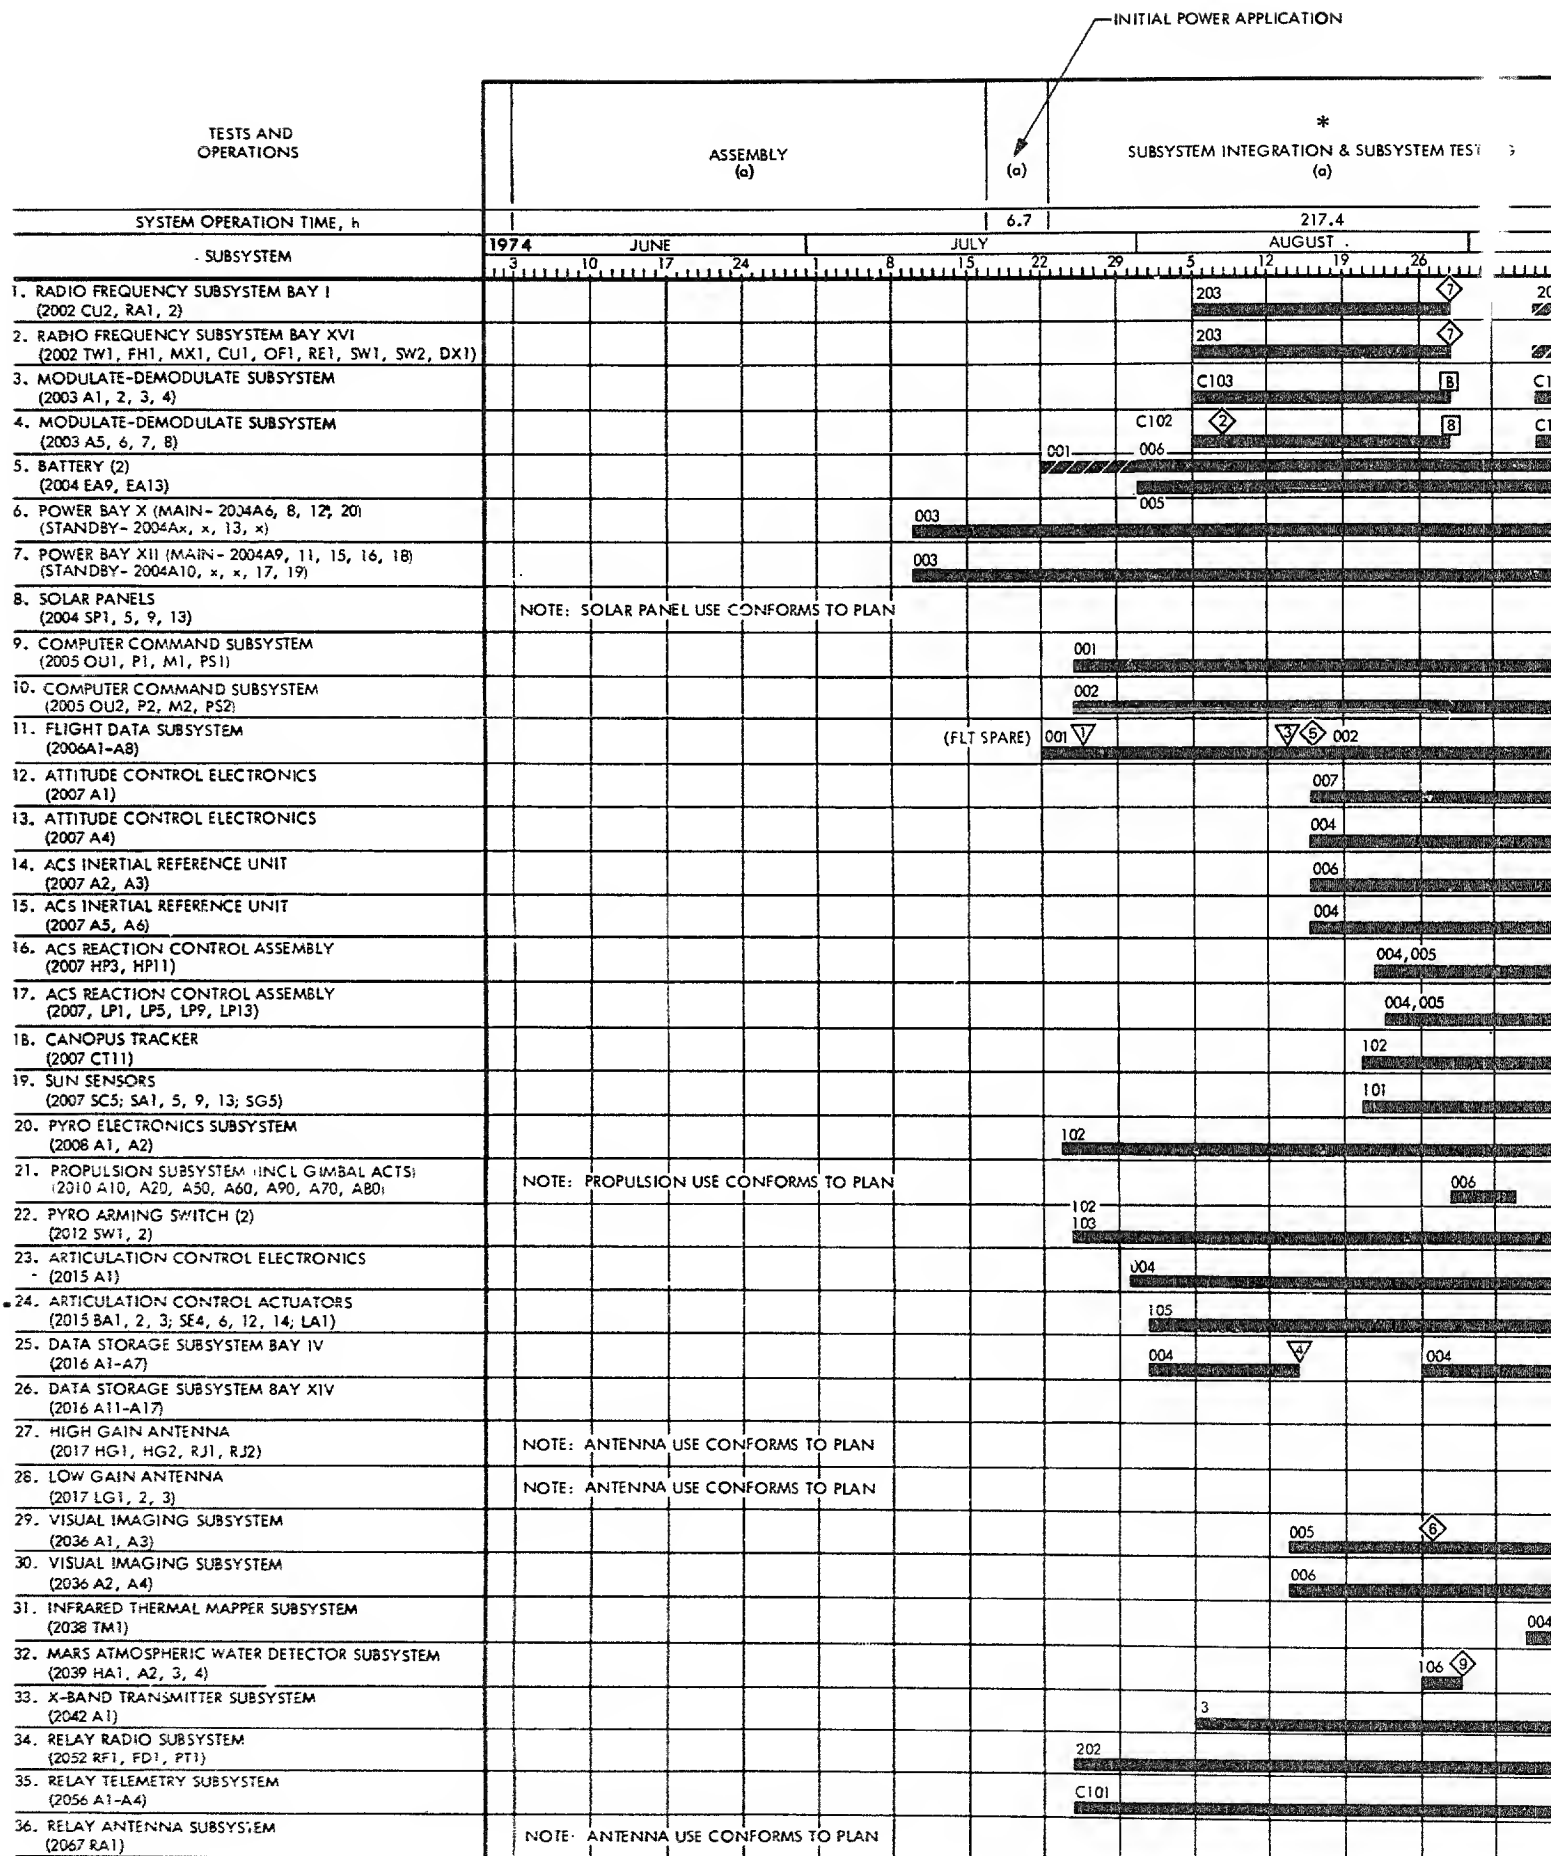 INITIAL POWER APPLICATION
TESTS AND
OPERATIONS
ASSEMBLY
(a)
(a)
*
SUBSYSTEM INTEGRATION & SUBSYSTEM TEST
(a)
SYSTEM OPERATION TIME, h
6.7
217.4
SUBSYSTEM
1974 JUNE JULY AUGUST
3 10 17 24 1 8 15 22 29 5 12 19 26
1. RADIO FREQUENCY SUBSYSTEM BAY I
(2002 CU2, RA1, 2)
203 7 20
2. RADIO FREQUENCY SUBSYSTEM BAY XVI
(2002 TW1, FH1, MX1, CU1, OF1, RE1, SW1, SW2, DX1)
203 7
3. MODULATE-DEMODULATE SUBSYSTEM
(2003 A1, 2, 3, 4)
C103 8 C1
4. MODULATE-DEMODULATE SUBSYSTEM
(2003 A5, 6, 7, 8)
C102 2 8 C1
5. BATTERY (2)
(2004 EA9, EA13)
001 006
005
6. POWER BAY X (MAIN- 2004A6, 8, 12, 20)
(STANDBY- 2004Ax, x, 13, x)
003
7. POWER BAY XII (MAIN- 2004A9, 11, 15, 16, 18)
(STANDBY- 2004A10, x, x, 17, 19)
003
8. SOLAR PANELS
(2004 SP1, 5, 9, 13)
NOTE: SOLAR PANEL USE CONFORMS TO PLAN
9. COMPUTER COMMAND SUBSYSTEM
(2005 OU1, P1, M1, PS1)
001
10. COMPUTER COMMAND SUBSYSTEM
(2005 OU2, P2, M2, PS2)
002
11. FLIGHT DATA SUBSYSTEM
(2006A1-A8)
(FLT SPARE) 001 1 3 5 002
12. ATTITUDE CONTROL ELECTRONICS
(2007 A1)
007
13. ATTITUDE CONTROL ELECTRONICS
(2007 A4)
004
14. ACS INERTIAL REFERENCE UNIT
(2007 A2, A3)
006
15. ACS INERTIAL REFERENCE UNIT
(2007 A5, A6)
004
16. ACS REACTION CONTROL ASSEMBLY
(2007 HP3, HP11)
004,005
17. ACS REACTION CONTROL ASSEMBLY
(2007, LP1, LP5, LP9, LP13)
004,005
18. CANOPUS TRACKER
(2007 CT11)
102
19. SUN SENSORS
(2007 SC5; SA1, 5, 9, 13; SG5)
101
20. PYRO ELECTRONICS SUBSYSTEM
(2008 A1, A2)
102
21. PROPULSION SUBSYSTEM (INCL GIMBAL ACTS)
(2010 A10, A20, A50, A60, A90, A70, A80)
NOTE: PROPULSION USE CONFORMS TO PLAN
006
22. PYRO ARMING SWITCH (2)
(2012 SW1, 2)
102
103
23. ARTICULATION CONTROL ELECTRONICS
(2015 A1)
004
24. ARTICULATION CONTROL ACTUATORS
(2015 BA1, 2, 3; SE4, 6, 12, 14; LA1)
105
25. DATA STORAGE SUBSYSTEM BAY IV
(2016 A1-A7)
004 4 004
26. DATA STORAGE SUBSYSTEM BAY XIV
(2016 A11-A17)
27. HIGH GAIN ANTENNA
(2017 HG1, HG2, RJ1, RJ2)
NOTE: ANTENNA USE CONFORMS TO PLAN
28. LOW GAIN ANTENNA
(2017 LG1, 2, 3)
NOTE: ANTENNA USE CONFORMS TO PLAN
29. VISUAL IMAGING SUBSYSTEM
(2036 A1, A3)
005 6
30. VISUAL IMAGING SUBSYSTEM
(2036 A2, A4)
006
31. INFRARED THERMAL MAPPER SUBSYSTEM
(2038 TM1)
004
32. MARS ATMOSPHERIC WATER DETECTOR SUBSYSTEM
(2039 HA1, A2, 3, 4)
106 9
33. X-BAND TRANSMITTER SUBSYSTEM
(2042 A1)
3
34. RELAY RADIO SUBSYSTEM
(2052 RF1, FD1, PT1)
202
35. RELAY TELEMETRY SUBSYSTEM
(2056 A1-A4)
C101
36. RELAY ANTENNA SUBSYSTEM
(2067 RA1)
NOTE: ANTENNA USE CONFORMS TO PLAN